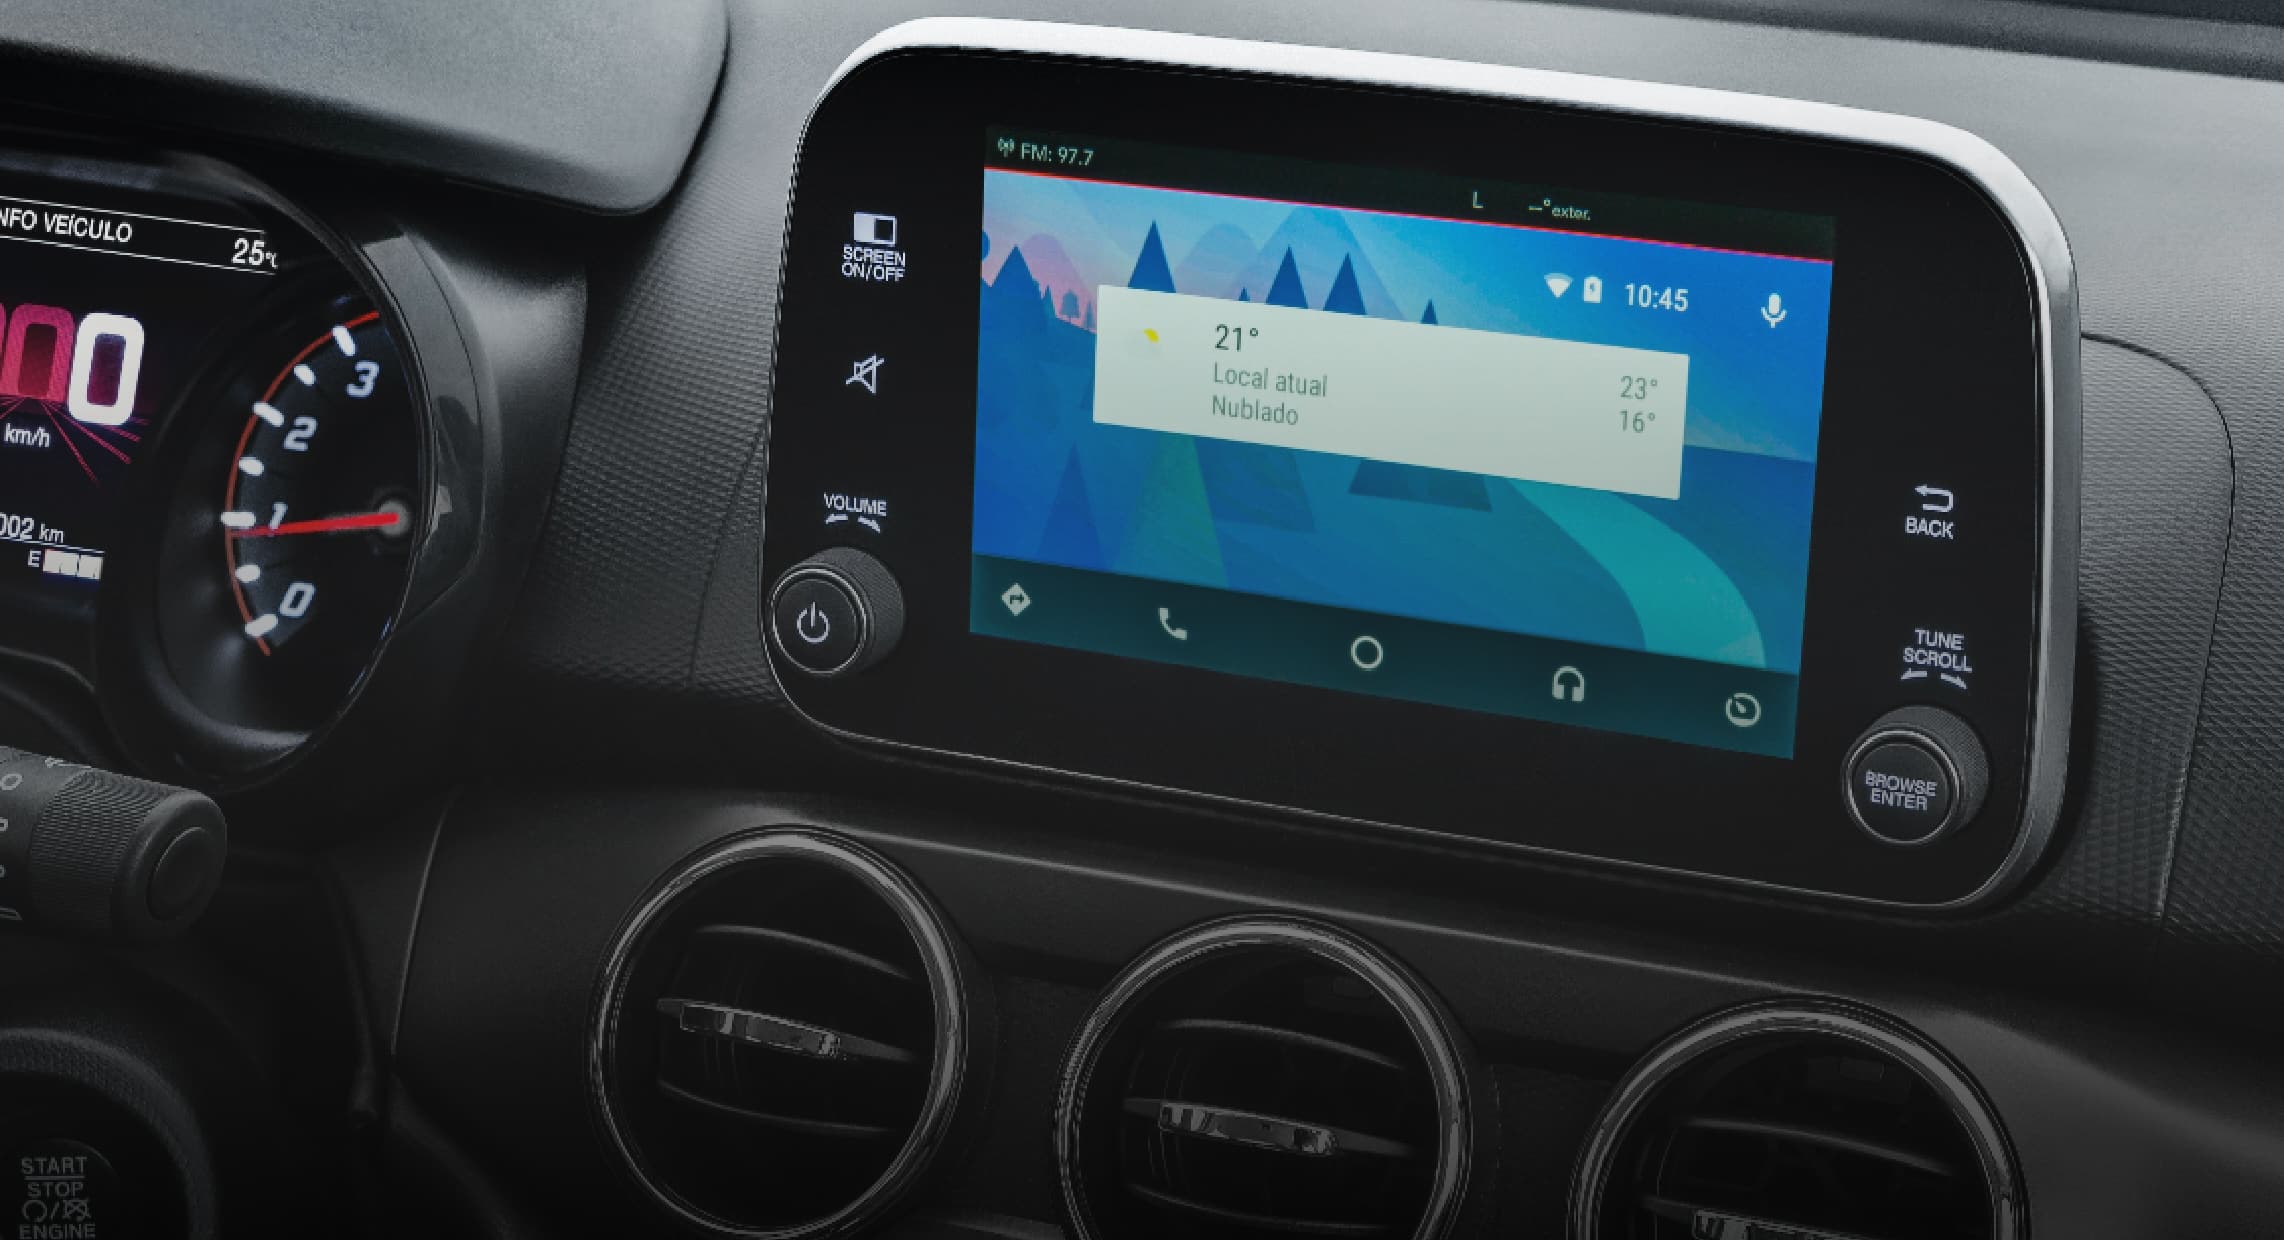 FM: 97.7
L --°exter.
SCREEN
ON/OFF
NFO VEÍCULO
25°C
10:45
21°
Local atual
Nublado
23°
16°
3
2
1
0
0
km/h
002 km
E
VOLUME
BACK
TUNE
SCROLL
BROWSE
ENTER
START
STOP
ENGINE